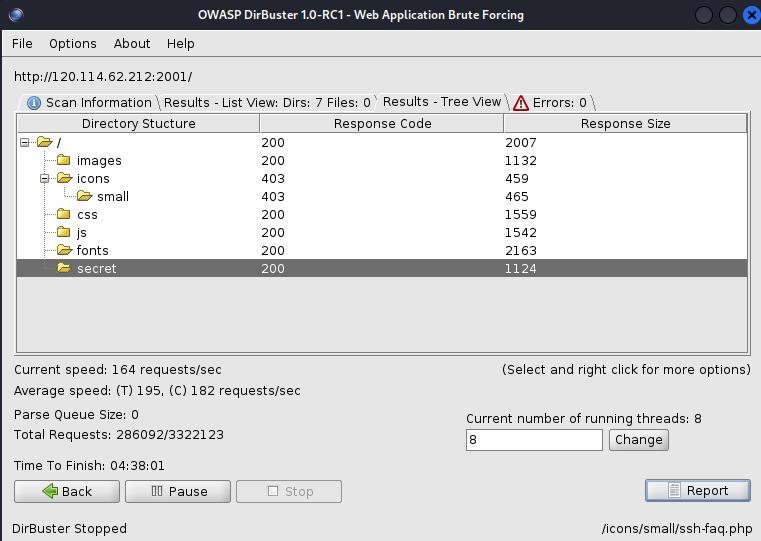 OWASP DirBuster 1.0-RC1 - Web Application Brute Forcing
File Options About Help
http://120.114.62.212:2001/
Scan Information Results - List View: Dirs: 7 Files: 0 Results - Tree View Errors: 0
Directory Stucture Response Code Response Size
/ 200 2007
images 200 1132
icons 403 459
small 403 465
css 200 1559
js 200 1542
fonts 200 2163
secret 200 1124
Current speed: 164 requests/sec (Select and right click for more options)
Average speed: (T) 195, (C) 182 requests/sec
Parse Queue Size: 0 Current number of running threads: 8
Total Requests: 286092/3322123 8 Change
Time To Finish: 04:38:01
Back Pause Stop Report
DirBuster Stopped /icons/small/ssh-faq.php